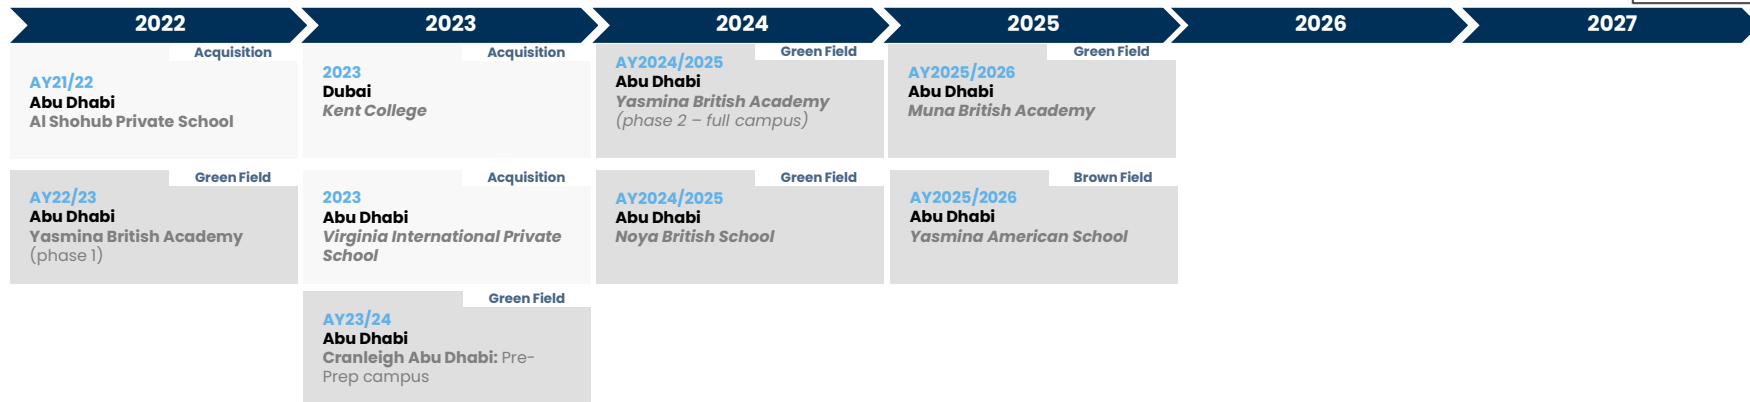 2022
2023
2024
2025
2026
2027
Acquisition
AY21/22
Abu Dhabi
Al Shohub Private School
Acquisition
2023
Dubai
Kent College
Green Field
AY2024/2025
Abu Dhabi
Yasmina British Academy
(phase 2 – full campus)
Green Field
AY2025/2026
Abu Dhabi
Muna British Academy
Green Field
AY22/23
Abu Dhabi
Yasmina British Academy
(phase 1)
Acquisition
2023
Abu Dhabi
Virginia International Private
School
Green Field
AY2024/2025
Abu Dhabi
Noya British School
Brown Field
AY2025/2026
Abu Dhabi
Yasmina American School
Green Field
AY23/24
Abu Dhabi
Cranleigh Abu Dhabi: Pre-
Prep campus